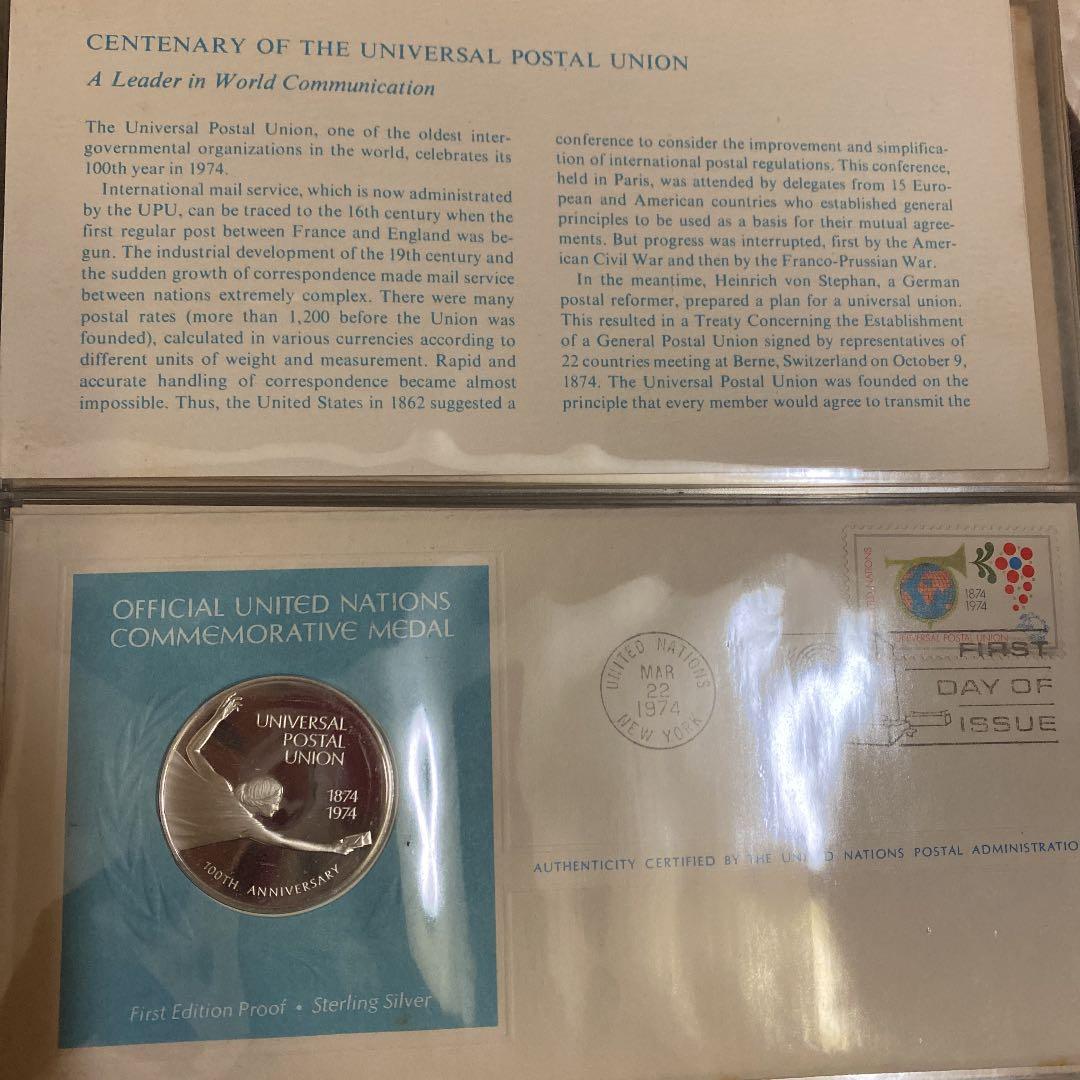 CENTENARY OF THE UNIVERSAL POSTAL UNION
A Leader in World Communication
The Universal Postal Union, one of the oldest inter-
governmental organizations in the world, celebrates its
100th year in 1974.
International mail service, which is now administrated
by the UPU, can be traced to the 16th century when the
first regular post between France and England was be-
gun. The industrial development of the 19th century and
the sudden growth of correspondence made mail service
between nations extremely complex. There were many
postal rates (more than 1,200 before the Union was
founded), calculated in various currencies according to
different units of weight and measurement. Rapid and
accurate handling of correspondence became almost
impossible. Thus, the United States in 1862 suggested a
conference to consider the improvement and simplifica-
tion of international postal regulations. This conference,
held in Paris, was attended by delegates from 15 Euro-
pean and American countries who established general
principles to be used as a basis for their mutual agree-
ments. But progress was interrupted, first by the Amer-
ican Civil War and then by the Franco-Prussian War.
In the meantime, Heinrich von Stephan, a German
postal reformer, prepared a plan for a universal union.
This resulted in a Treaty Concerning the Establishment
of a General Postal Union signed by representatives of
22 countries meeting at Berne, Switzerland on October 9,
1874. The Universal Postal Union was founded on the
principle that every member would agree to transmit the
OFFICIAL UNITED NATIONS
COMMEMORATIVE MEDAL
UNIVERSAL
POSTAL
UNION
1874
1974
100TH ANNIVERSARY
First Edition Proof • Sterling Silver
UNITED NATIONS
MAR
22
1974
NEW YORK
UNITED NATIONS
1874
1974
UNIVERSAL POSTAL UNION
FIRST
DAY OF
ISSUE
AUTHENTICITY CERTIFIED BY THE UNITED NATIONS POSTAL ADMINISTRATIO